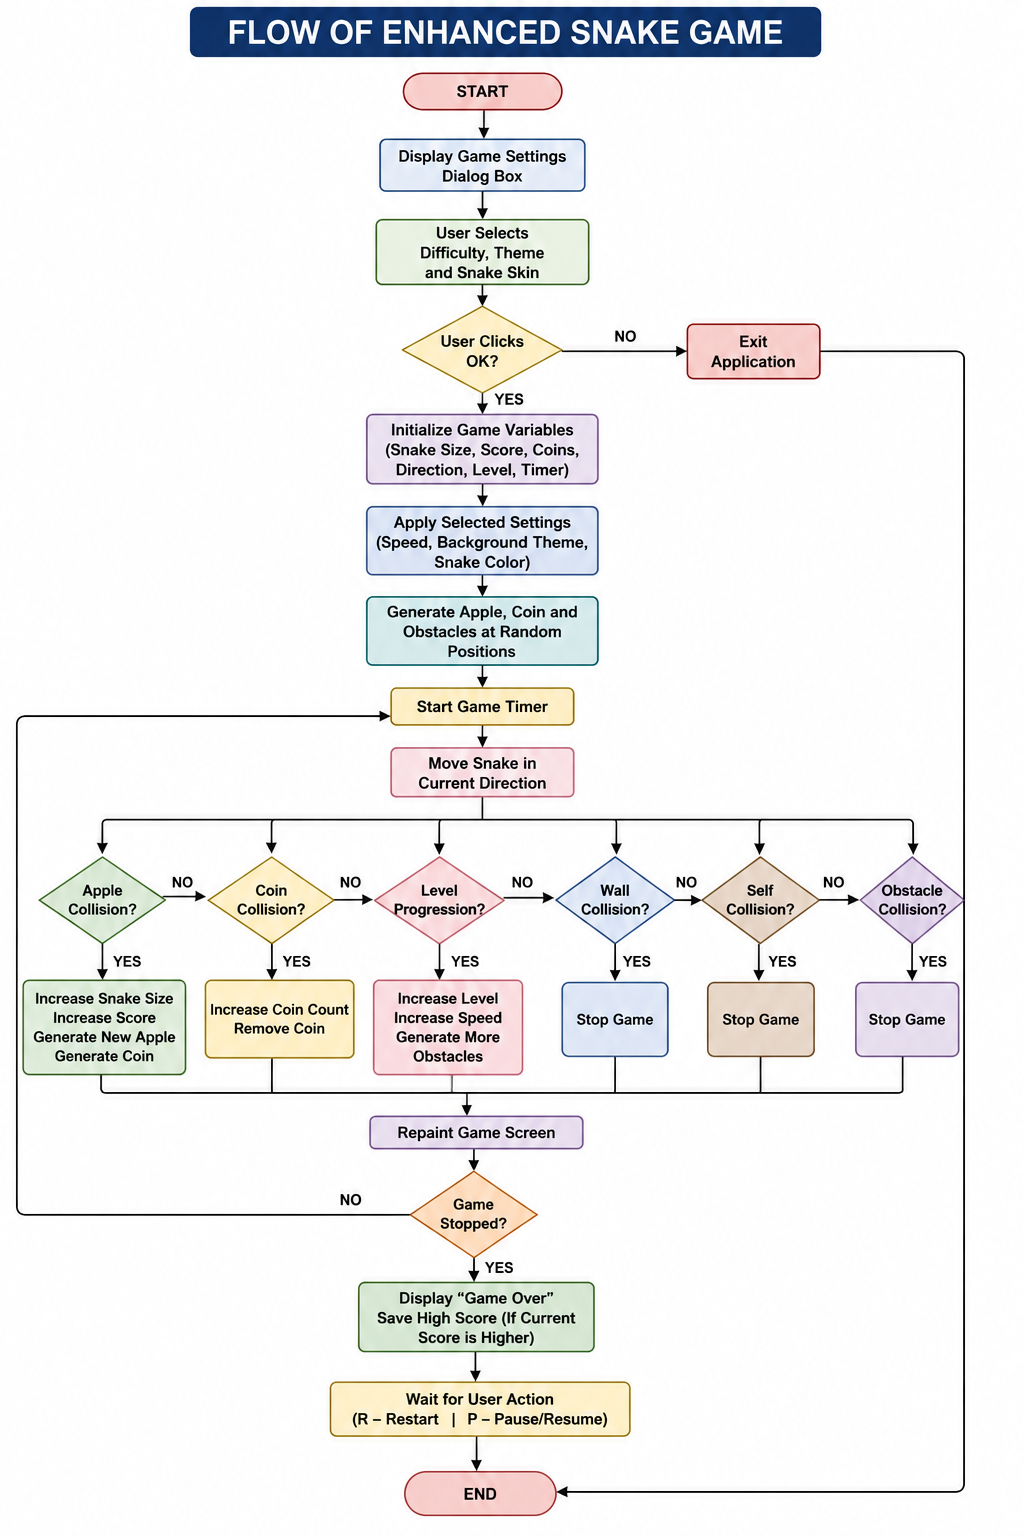 FLOW OF ENHANCED SNAKE GAME
START
Display Game Settings
Dialog Box
User Selects
Difficulty, Theme
and Snake Skin
User Clicks
OK?
NO
Exit
Application
YES
Initialize Game Variables
(Snake Size, Score, Coins,
Direction, Level, Timer)
Apply Selected Settings
(Speed, Background Theme,
Snake Color)
Generate Apple, Coin and
Obstacles at Random
Positions
Start Game Timer
Move Snake in
Current Direction
Apple
Collision?
NO
Coin
Collision?
NO
Level
Progression?
NO
Wall
Collision?
NO
Self
Collision?
NO
Obstacle
Collision?
YES
YES
YES
YES
YES
YES
Increase Snake Size
Increase Score
Generate New Apple
Generate Coin
Increase Coin Count
Remove Coin
Increase Level
Increase Speed
Generate More
Obstacles
Stop Game
Stop Game
Stop Game
Repaint Game Screen
NO
Game
Stopped?
YES
Display “Game Over”
Save High Score (If Current
Score is Higher)
Wait for User Action
(R – Restart | P – Pause/Resume)
END